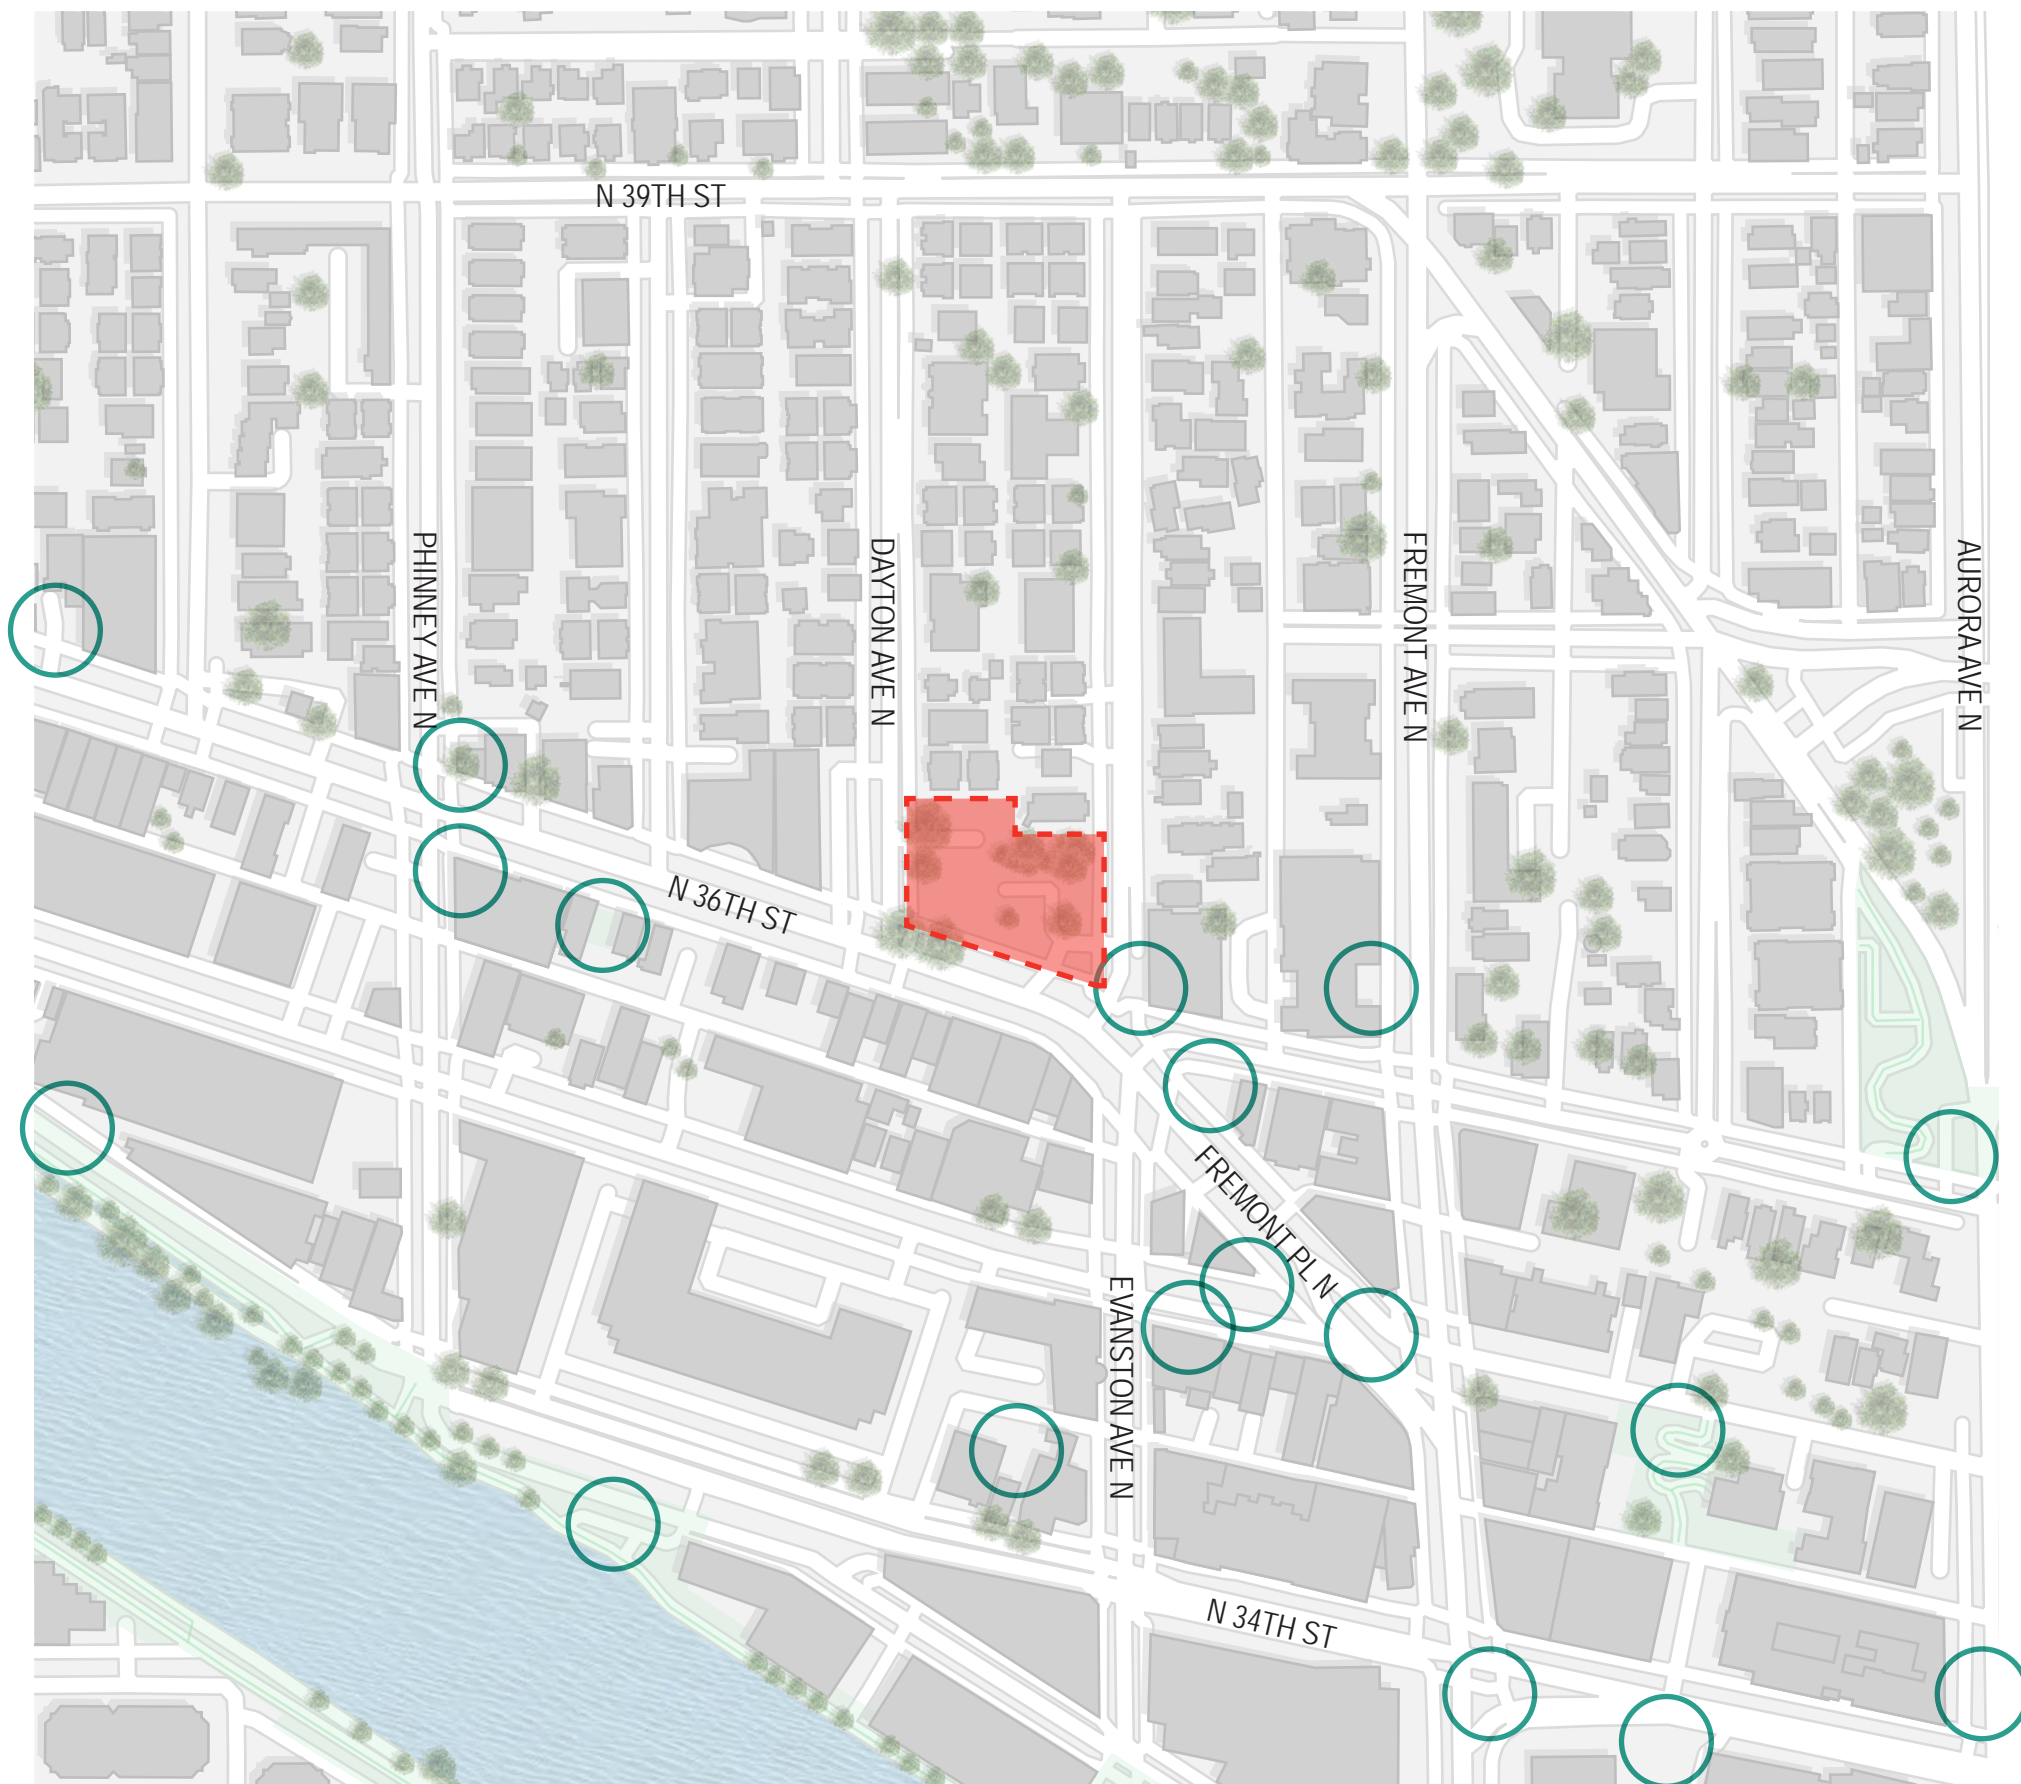 N 39TH ST
PHINNEY AVE N
DAYTON AVE N
FREMONT AVE N
AURORA AVE N
N 36TH ST
FREMONT PL N
EVANSTON AVE N
N 34TH ST